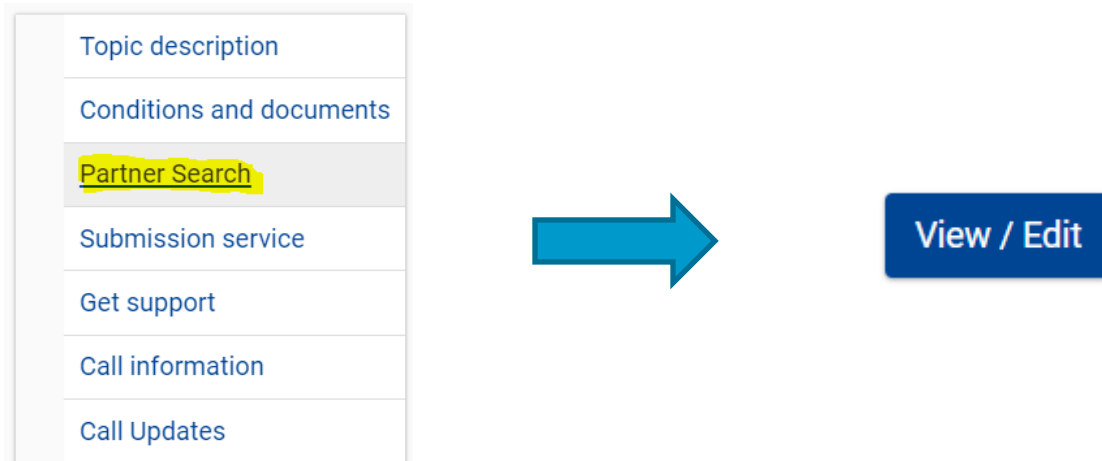 Topic description
Conditions and documents
Partner Search
Submission service
Get support
Call information
Call Updates
View / Edit